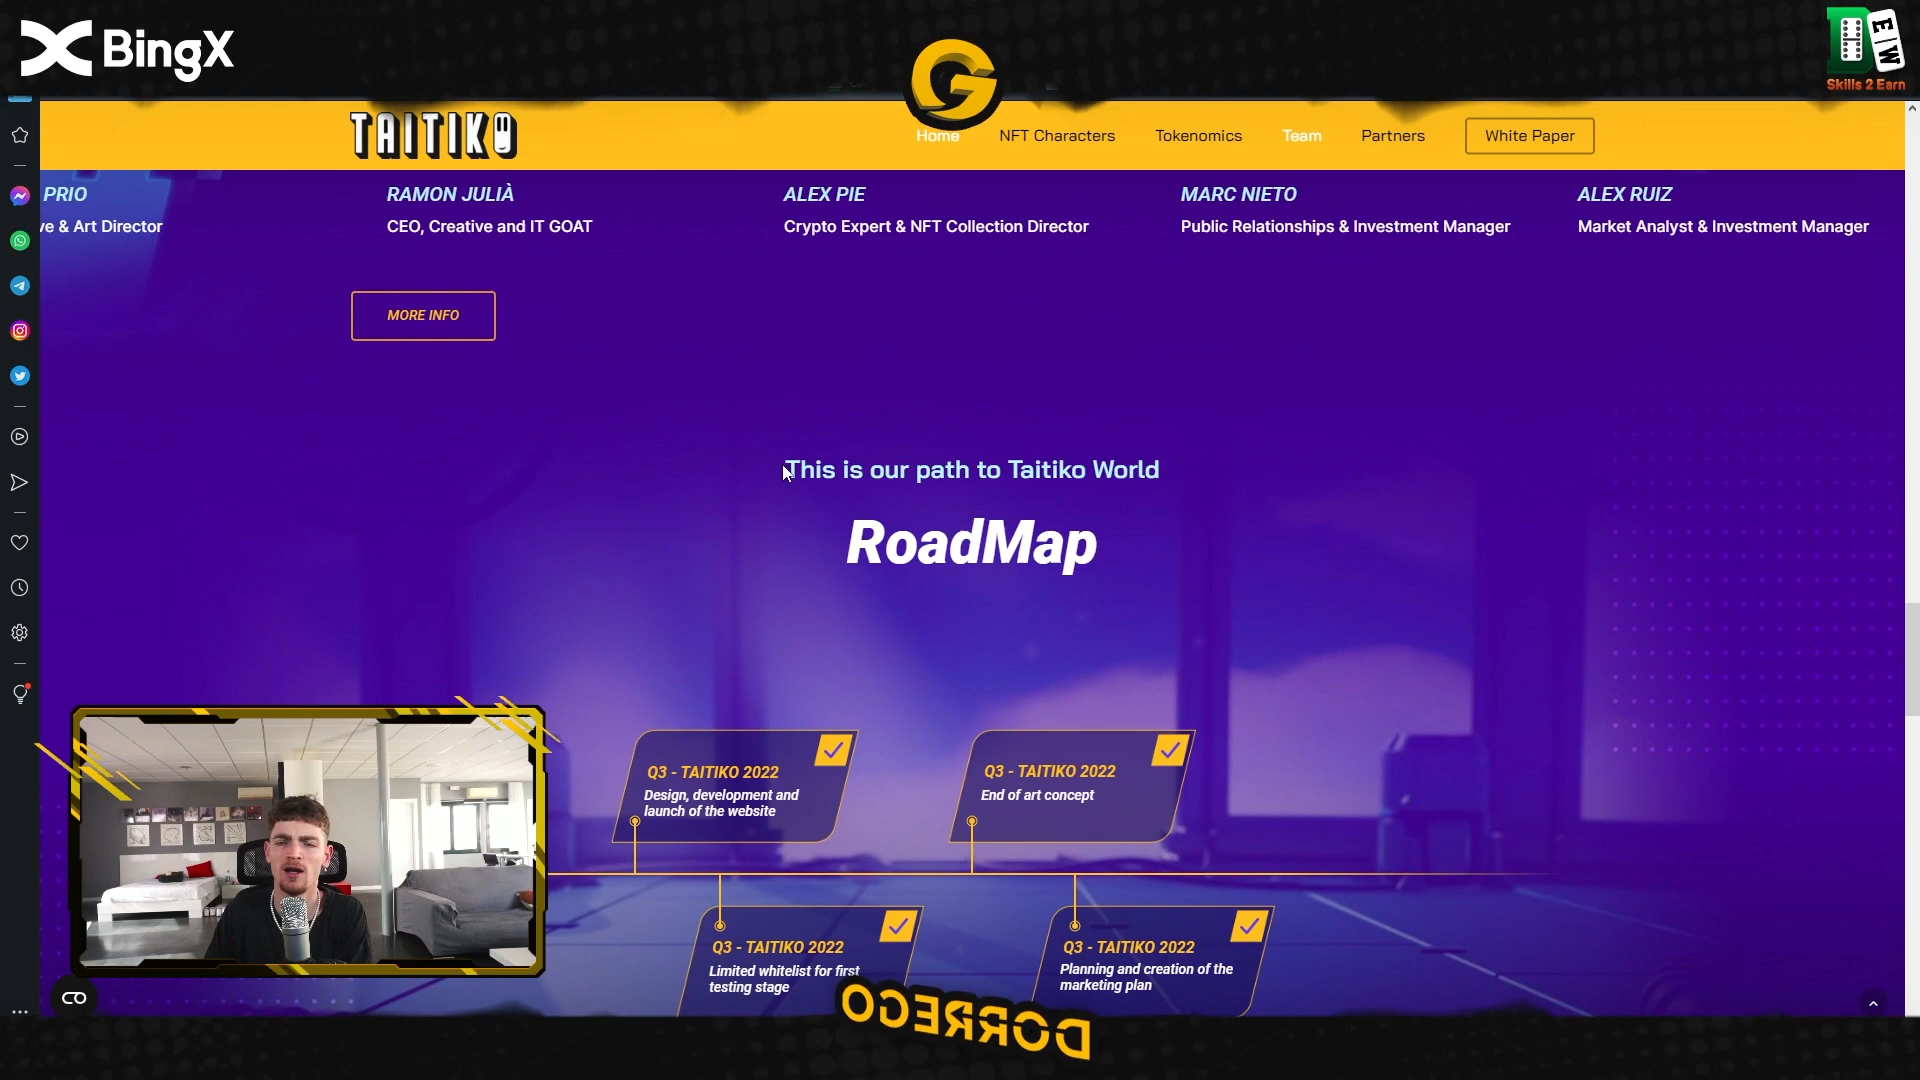 BingX
G
D
E/W
Skills 2 Earn
TAITIKO
Home
NFT Characters
Tokenomics
Team
Partners
White Paper
PRIO
ve & Art Director
RAMON JULIÀ
CEO, Creative and IT GOAT
ALEX PIE
Crypto Expert & NFT Collection Director
MARC NIETO
Public Relationships & Investment Manager
ALEX RUIZ
Market Analyst & Investment Manager
MORE INFO
This is our path to Taitiko World
RoadMap
Q3 - TAITIKO 2022
Design, development and
launch of the website
Q3 - TAITIKO 2022
End of art concept
Q3 - TAITIKO 2022
Limited whitelist for first
testing stage
Q3 - TAITIKO 2022
Planning and creation of the
marketing plan
DORREGO